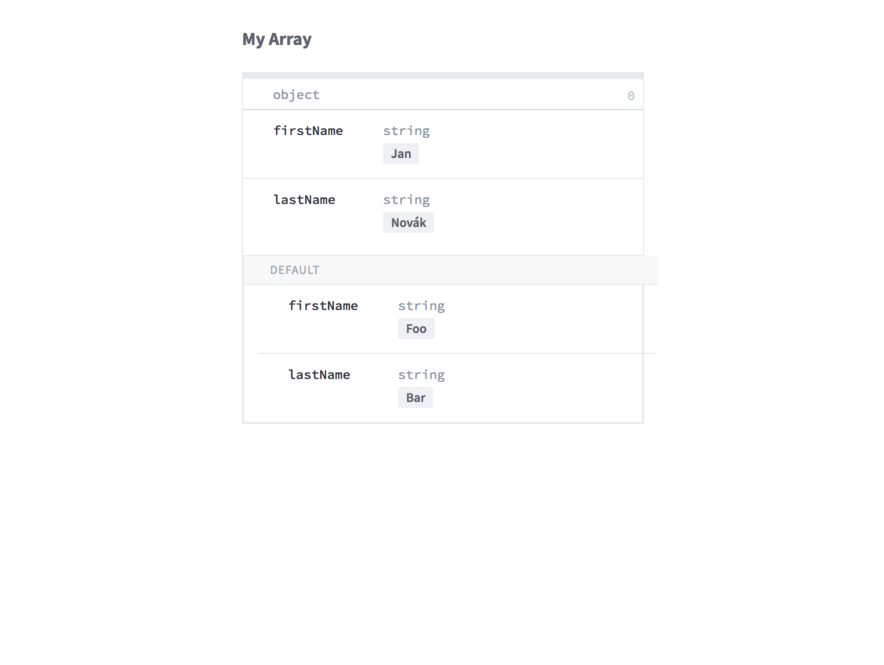 My Array
object 0
firstName string
Jan
lastName string
Novák
DEFAULT
firstName string
Foo
lastName string
Bar